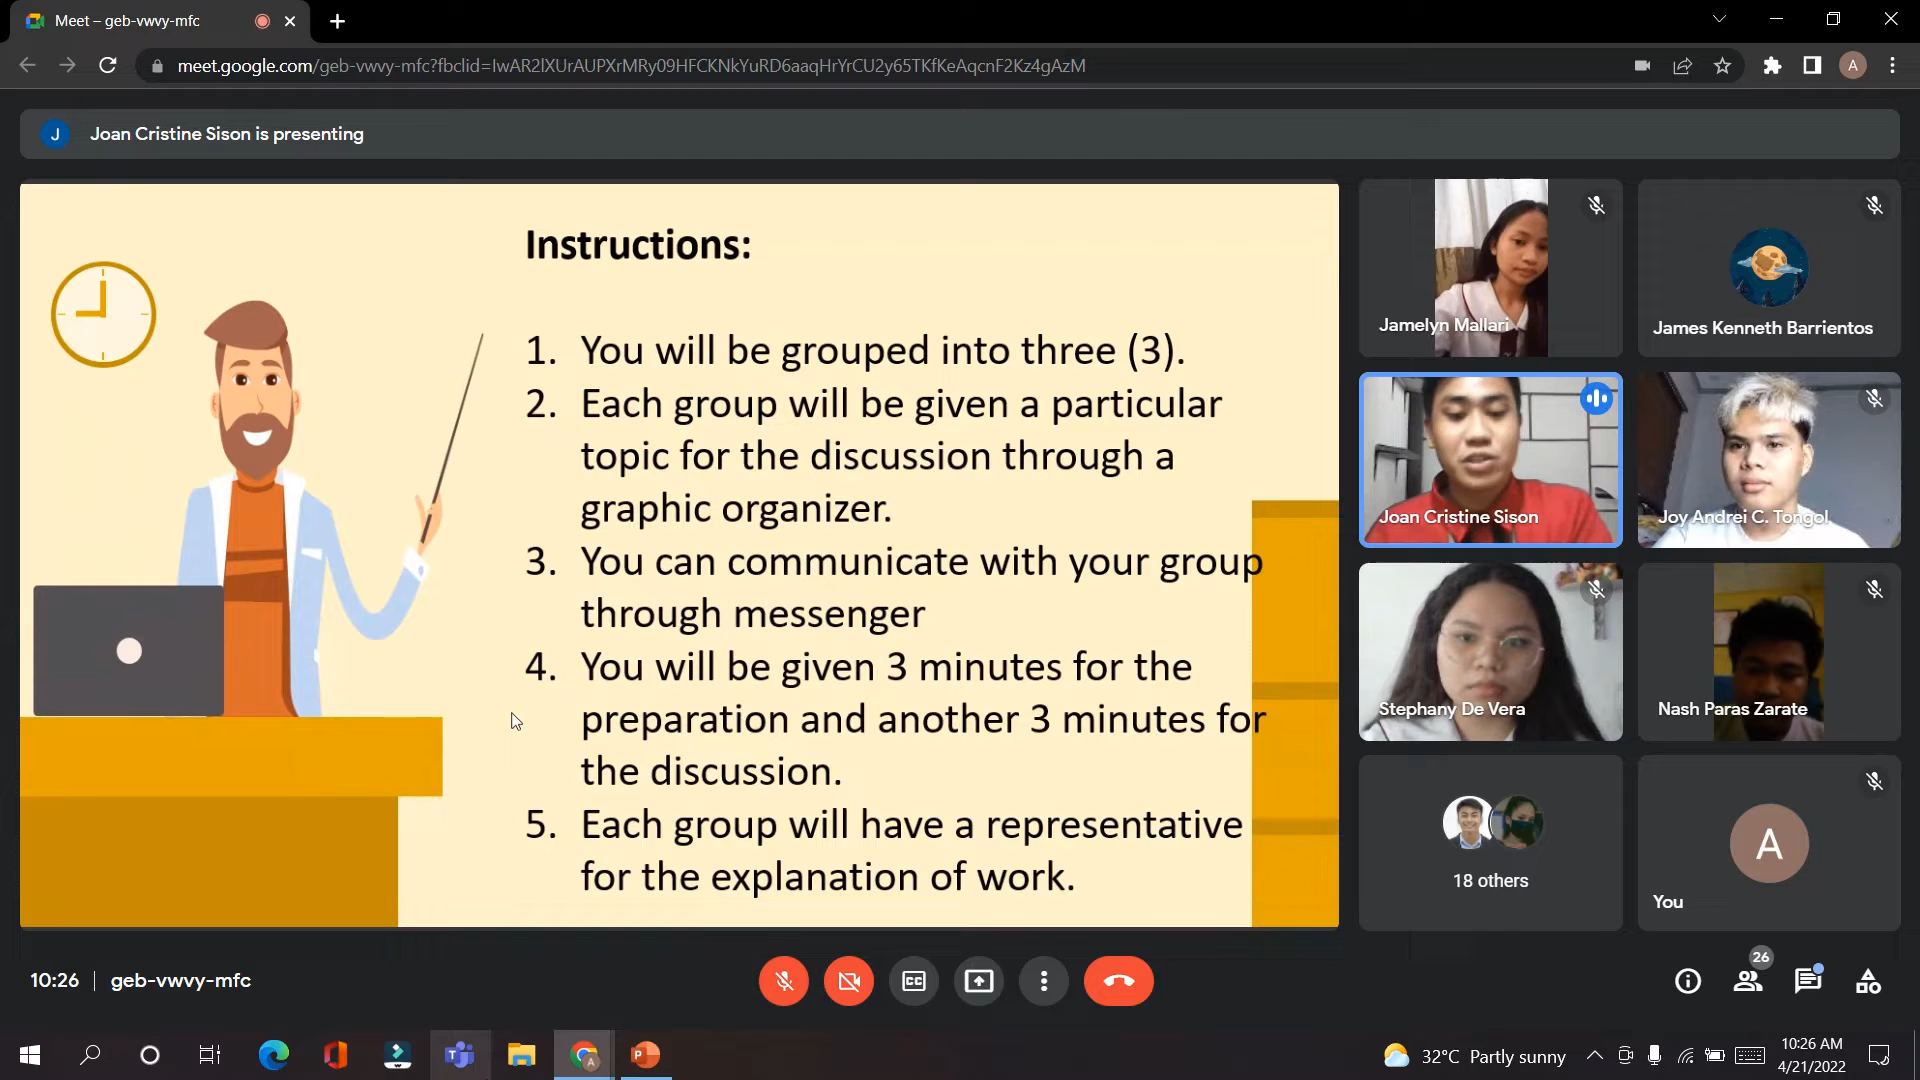 Meet – geb-vwvy-mfc
meet.google.com/geb-vwvy-mfc?fbclid=IwAR2lXUrAUPXrMRy09HFCKNkYuRD6aaqHrYrCU2y65TKfKeAqcnF2Kz4gAzM
A
J
Joan Cristine Sison is presenting
Instructions:
1. You will be grouped into three (3).
2. Each group will be given a particular
topic for the discussion through a
graphic organizer.
3. You can communicate with your group
through messenger
4. You will be given 3 minutes for the
preparation and another 3 minutes for
the discussion.
5. Each group will have a representative
for the explanation of work.
Jamelyn Mallari
James Kenneth Barrientos
Joan Cristine Sison
Joy Andrei C. Tongol
Stephany De Vera
Nash Paras Zarate
18 others
A
You
10:26 | geb-vwvy-mfc
26
32°C Partly sunny
10:26 AM
4/21/2022